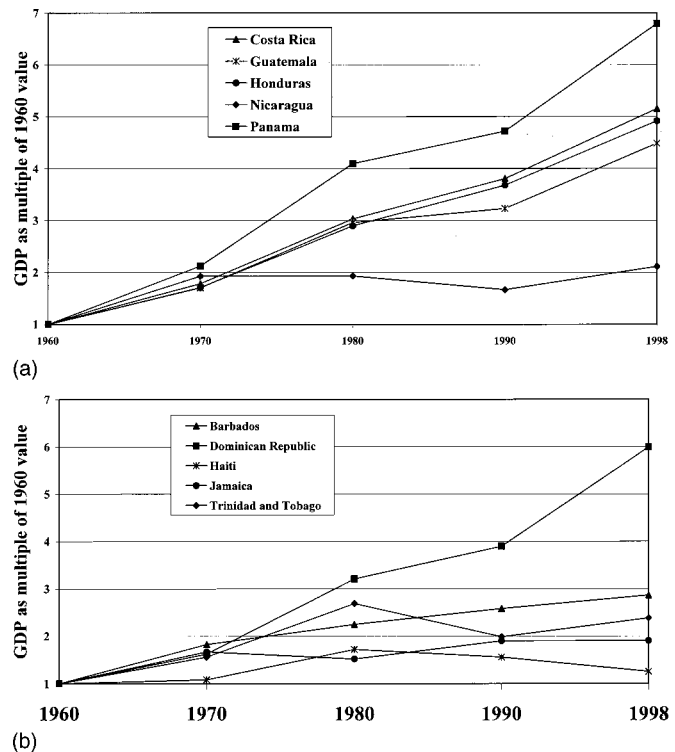 7
6
5
4
3
2
1
GDP as multiple of 1960 value
Costa Rica
Guatemala
Honduras
Nicaragua
Panama
1960 1970 1980 1990 1998
(a)
7
6
5
4
3
2
1
GDP as multiple of 1960 value
Barbados
Dominican Republic
Haiti
Jamaica
Trinidad and Tobago
1960 1970 1980 1990 1998
(b)